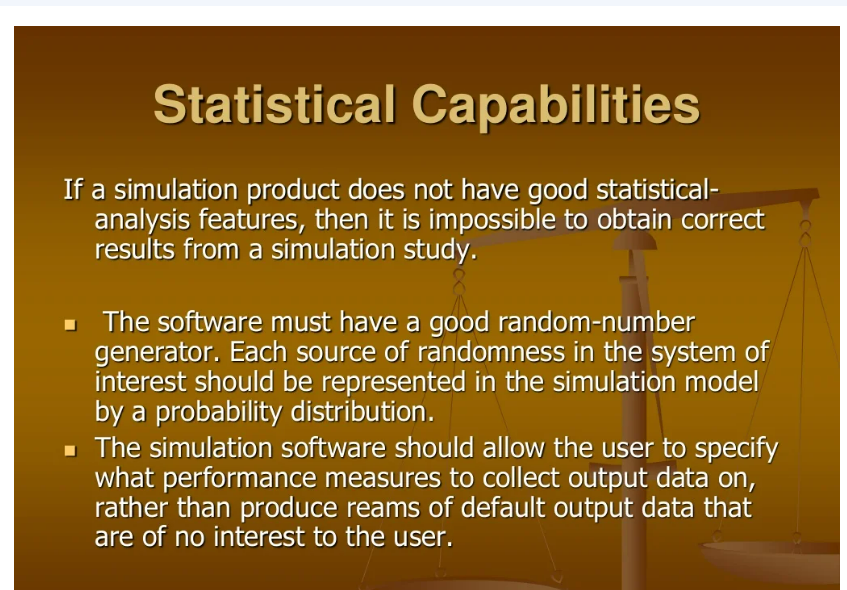 Statistical Capabilities
If a simulation product does not have good statistical-
analysis features, then it is impossible to obtain correct
results from a simulation study.
■ The software must have a good random-number
generator. Each source of randomness in the system of
interest should be represented in the simulation model
by a probability distribution.
■ The simulation software should allow the user to specify
what performance measures to collect output data on,
rather than produce reams of default output data that
are of no interest to the user.